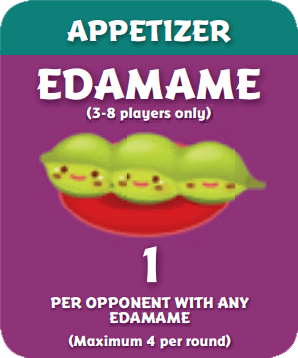 APPETIZER
EDAMAME
(3-8 players only)
1
PER OPPONENT WITH ANY
EDAMAME
(Maximum 4 per round)